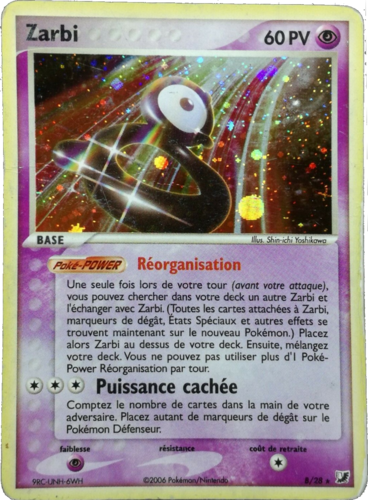 Zarbi 60 PV
BASE Illus. Shin-ichi Yoshikawa
Poké-POWER Réorganisation
Une seule fois lors de votre tour (avant votre attaque),
vous pouvez chercher dans votre deck un autre Zarbi et
l'échanger avec Zarbi. (Toutes les cartes attachées à Zarbi,
marqueurs de dégât, États Spéciaux et autres effets se
trouvent maintenant sur le nouveau Pokémon.) Placez
alors Zarbi au dessus de votre deck. Ensuite, mélangez
votre deck. Vous ne pouvez pas utiliser plus d'1 Poké-
Power Réorganisation par tour.
Puissance cachée
Comptez le nombre de cartes dans la main de votre
adversaire. Placez autant de marqueurs de dégât sur le
Pokémon Défenseur.
faiblesse résistance coût de retraite
9RC-UNH-6WH ©2006 Pokémon/Nintendo 8/28 ★